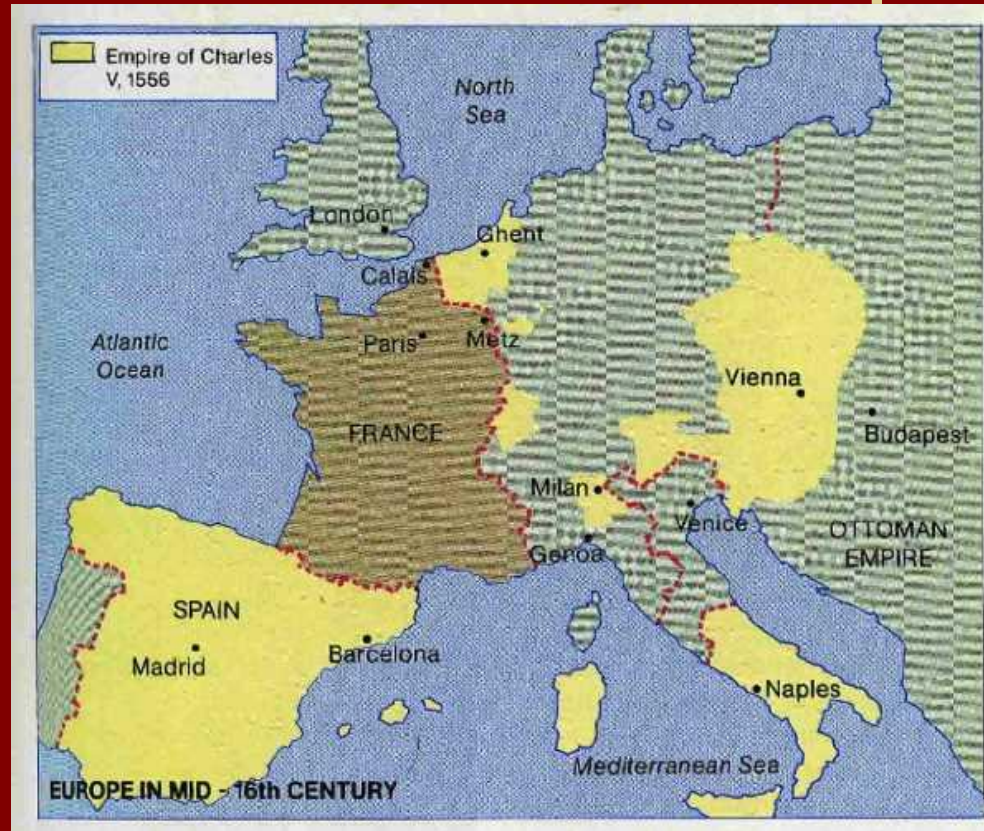 Empire of Charles
V, 1556
North
Sea
London
Ghent
Calais
Atlantic
Ocean
Paris
Metz
Vienna
FRANCE
Budapest
Milan
Venice
OTTOMAN
EMPIRE
Genoa
SPAIN
Madrid
Barcelona
Naples
Mediterranean Sea
EUROPE IN MID - 16th CENTURY